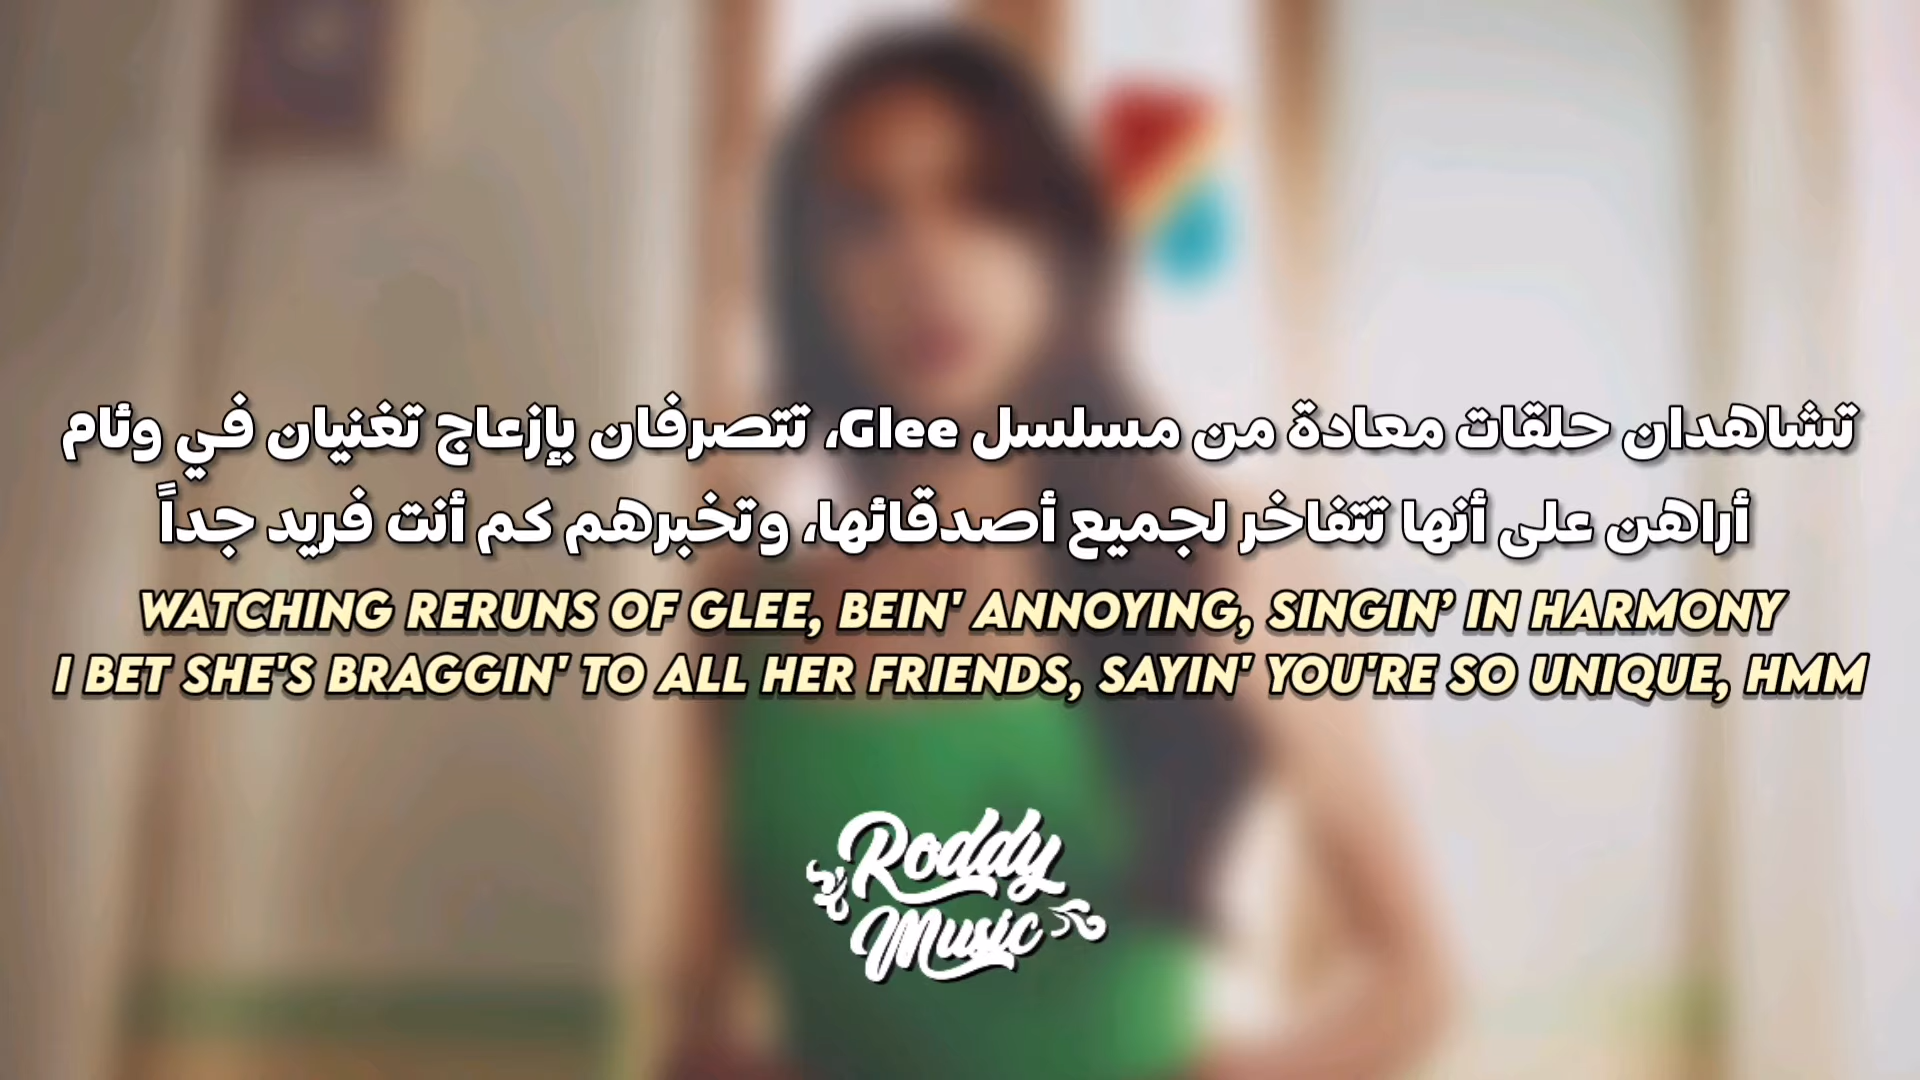 تشاهدان حلقات معادة من مسلسل Glee، تتصرفان بإزعاج تغنيان في وئام
أراهن على أنها تتفاخر لجميع أصدقائها، وتخبرهم كم أنت فريد جداً
WATCHING RERUNS OF GLEE, BEIN' ANNOYING, SINGIN’ IN HARMONY
I BET SHE'S BRAGGIN' TO ALL HER FRIENDS, SAYIN' YOU'RE SO UNIQUE, HMM
Roddy
Music